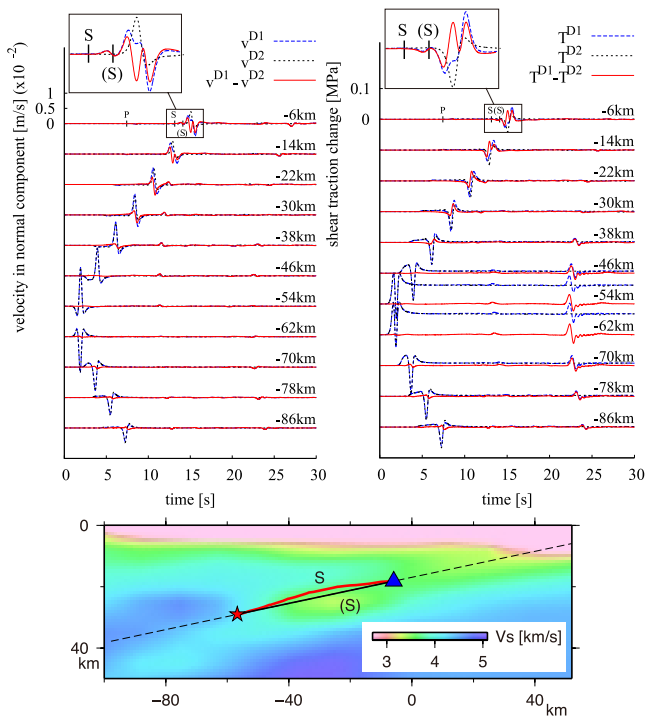 S
(S)
v^D1
v^D2
v^D1 - v^D2
velocity in normal component [m/s] (x10^-2)
1
0.5
0
P
S
(S)
-6km
-14km
-22km
-30km
-38km
-46km
-54km
-62km
-70km
-78km
-86km
0 5 10 15 20 25 30
time [s]
S
(S)
T^D1
T^D2
T^D1-T^D2
shear traction change [MPa]
0.1
0
P
S(S)
-6km
-14km
-22km
-30km
-38km
-46km
-54km
-62km
-70km
-78km
-86km
0 5 10 15 20 25 30
time [s]
0
40
km
S
(S)
Vs [km/s]
3 4 5
-80 -40 0 40
km